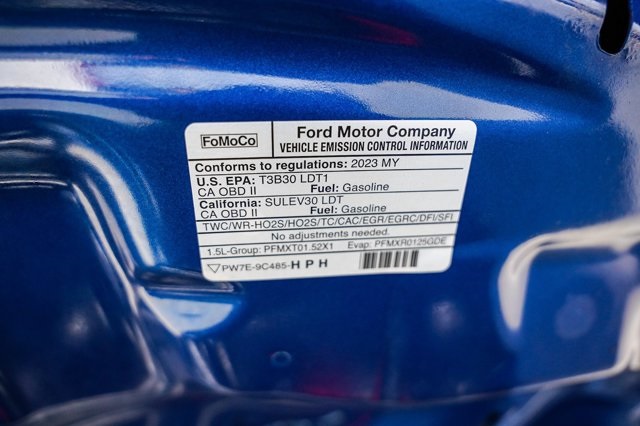 FoMoCo
Ford Motor Company
VEHICLE EMISSION CONTROL INFORMATION
Conforms to regulations: 2023 MY
U.S. EPA: T3B30 LDT1
CA OBD II Fuel: Gasoline
California: SULEV30 LDT
CA OBD II Fuel: Gasoline
TWC/WR-HO2S/HO2S/TC/CAC/EGR/EGRC/DFI/SFI
No adjustments needed.
1.5L-Group: PFMXT01.52X1 Evap: PFMXR0125GDE
PW7E-9C485-HPH